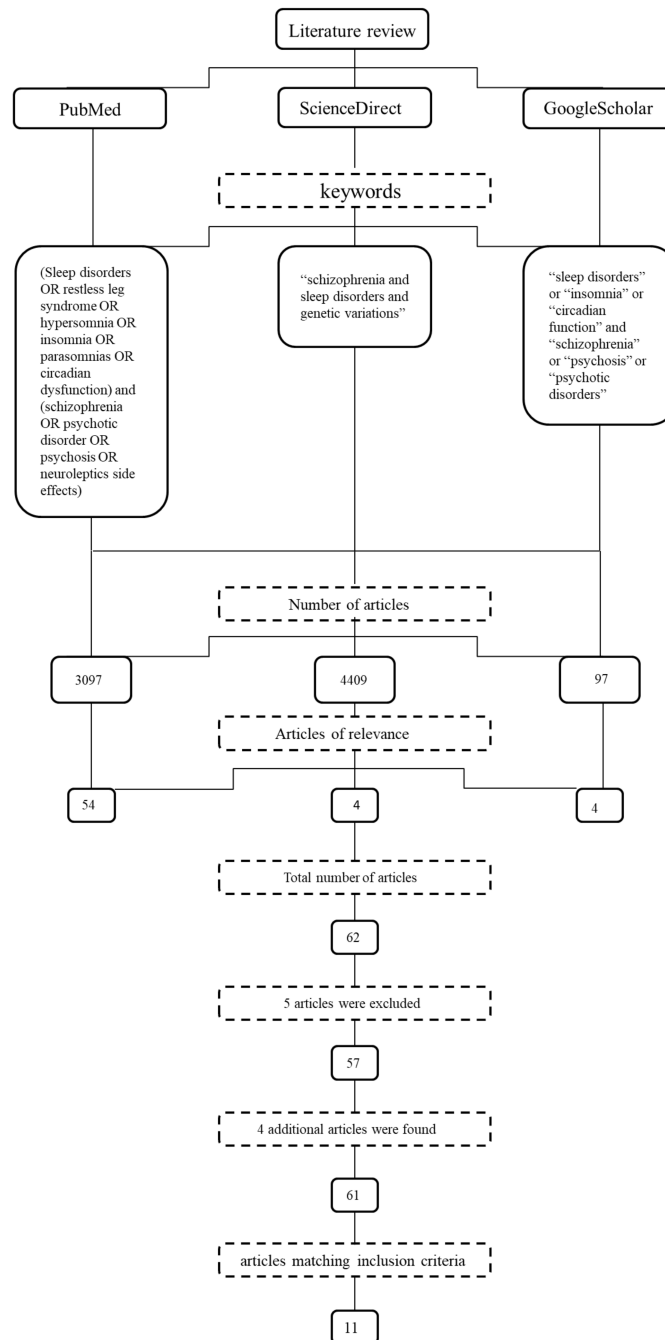 Literature review
PubMed
ScienceDirect
GoogleScholar
keywords
(Sleep disorders
OR restless leg
syndrome OR
hypersomnia OR
insomnia OR
parasomnias OR
circadian
dysfunction) and
(schizophrenia
OR psychotic
disorder OR
psychosis OR
neuroleptics side
effects)
“schizophrenia and
sleep disorders and
genetic variations”
“sleep disorders”
or “insomnia” or
“circadian
function” and
“schizophrenia”
or “psychosis” or
“psychotic
disorders”
Number of articles
3097
4409
97
Articles of relevance
54
4
4
Total number of articles
62
5 articles were excluded
57
4 additional articles were found
61
articles matching inclusion criteria
11